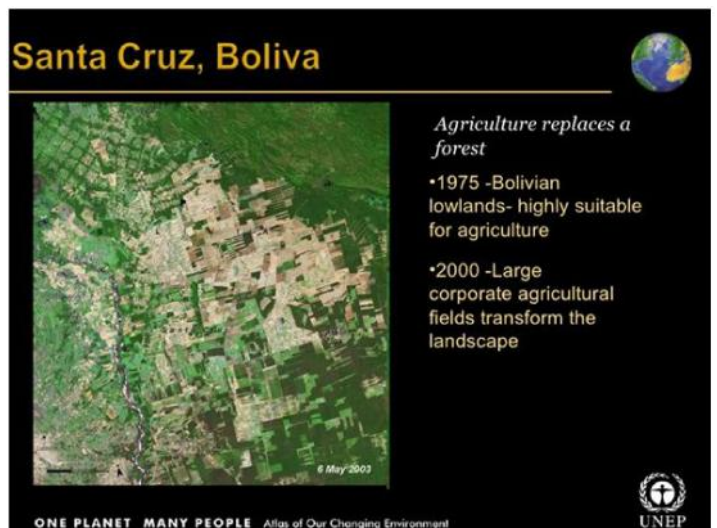 Santa Cruz, Boliva
Agriculture replaces a
forest
•1975 -Bolivian
lowlands- highly suitable
for agriculture
•2000 -Large
corporate agricultural
fields transform the
landscape
6 May 2003
ONE PLANET MANY PEOPLE Atlas of Our Changing Environment
UNEP